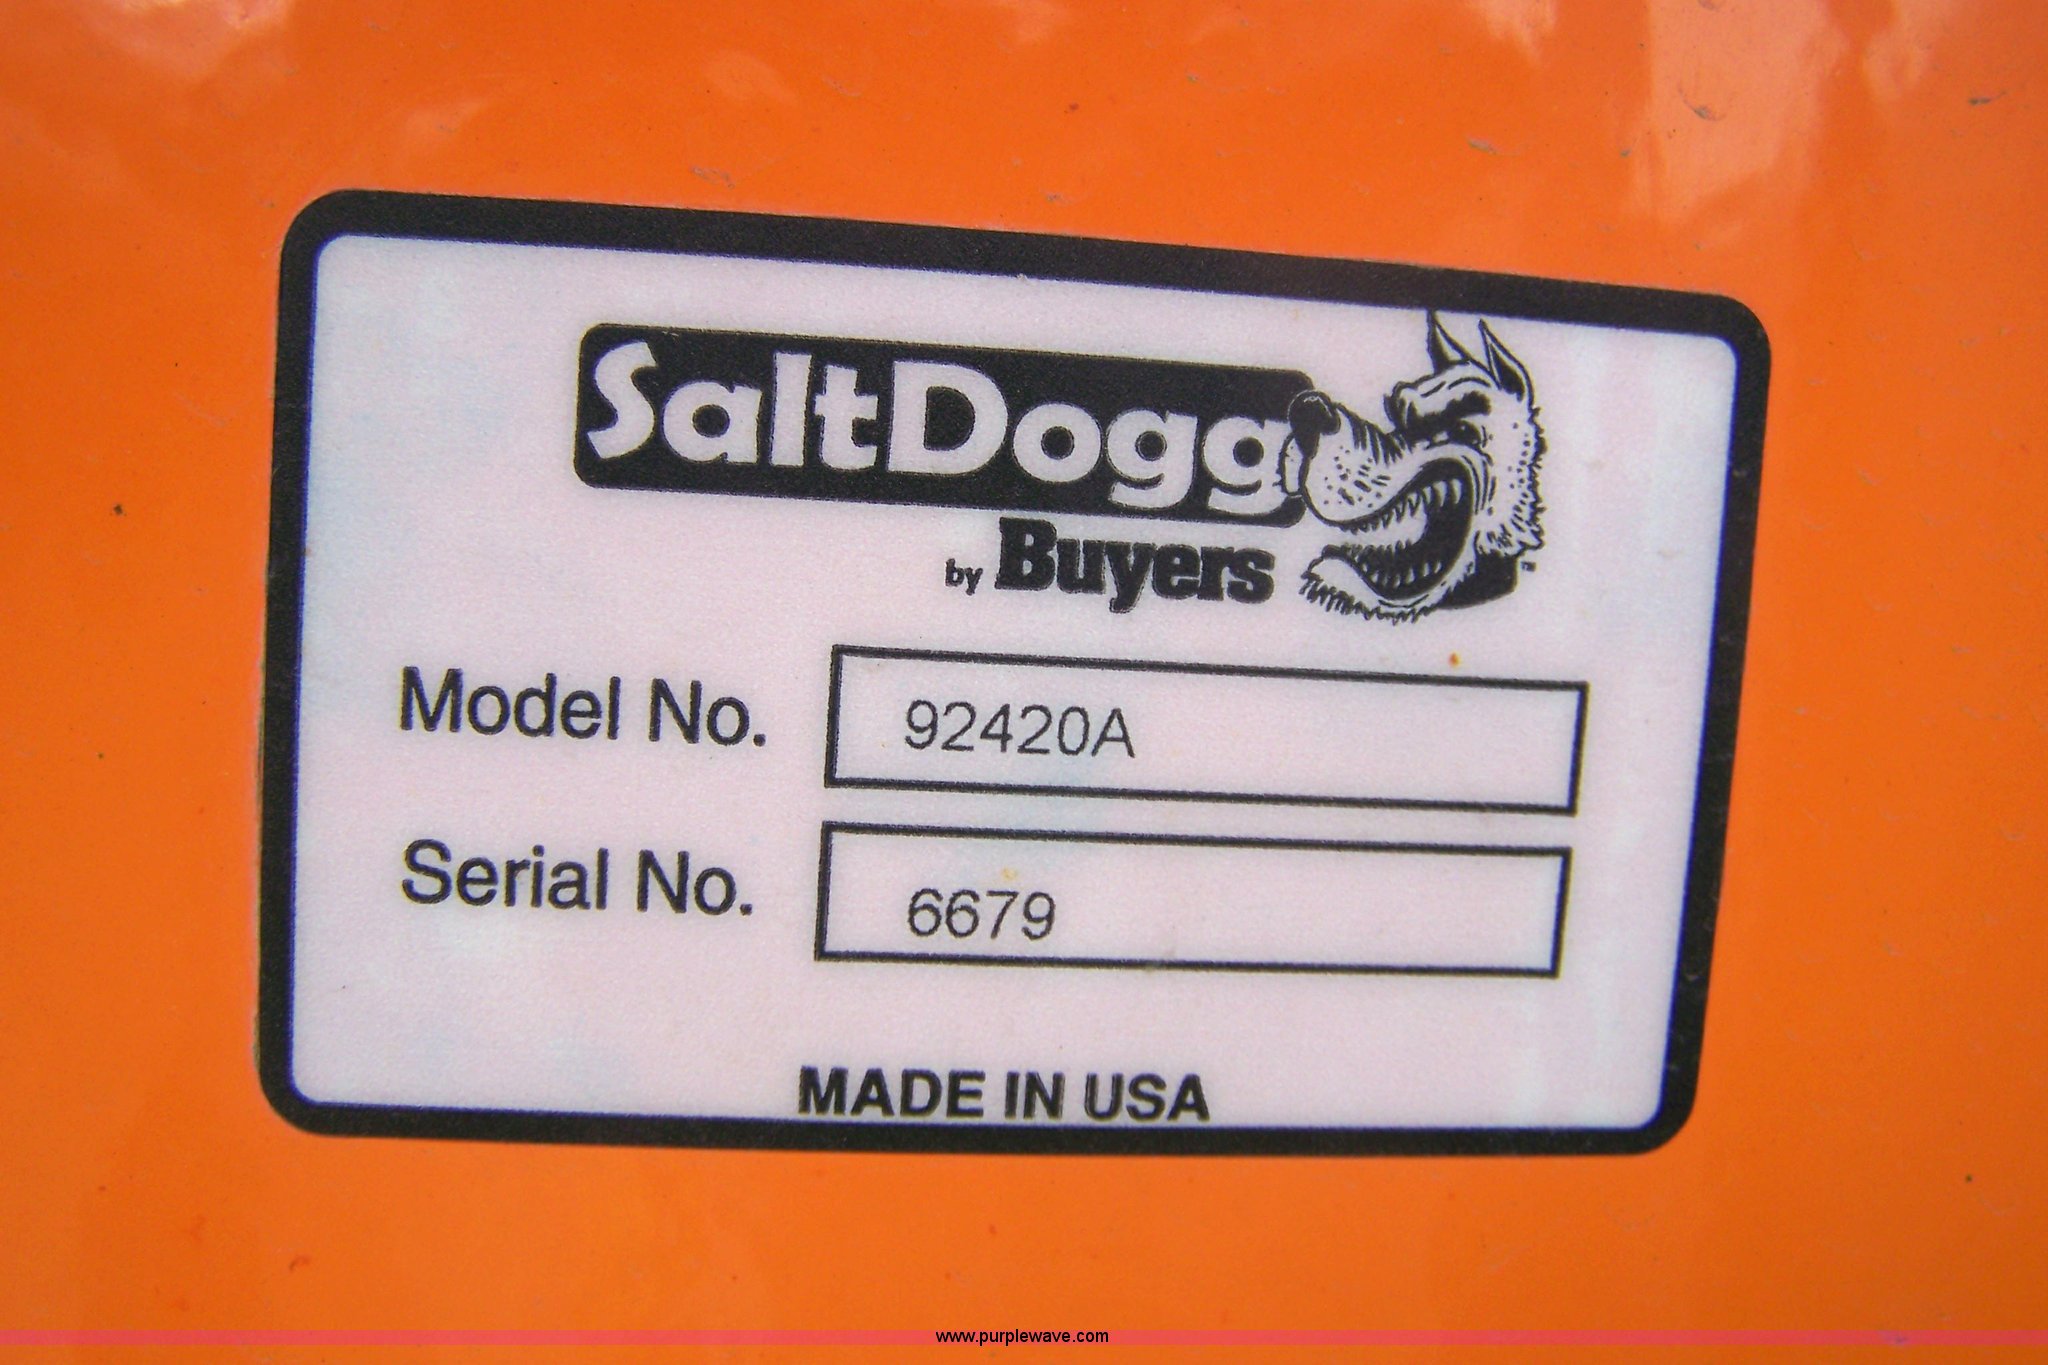 SaltDogg
by Buyers
Model No. 92420A
Serial No. 6679
MADE IN USA
www.purplewave.com